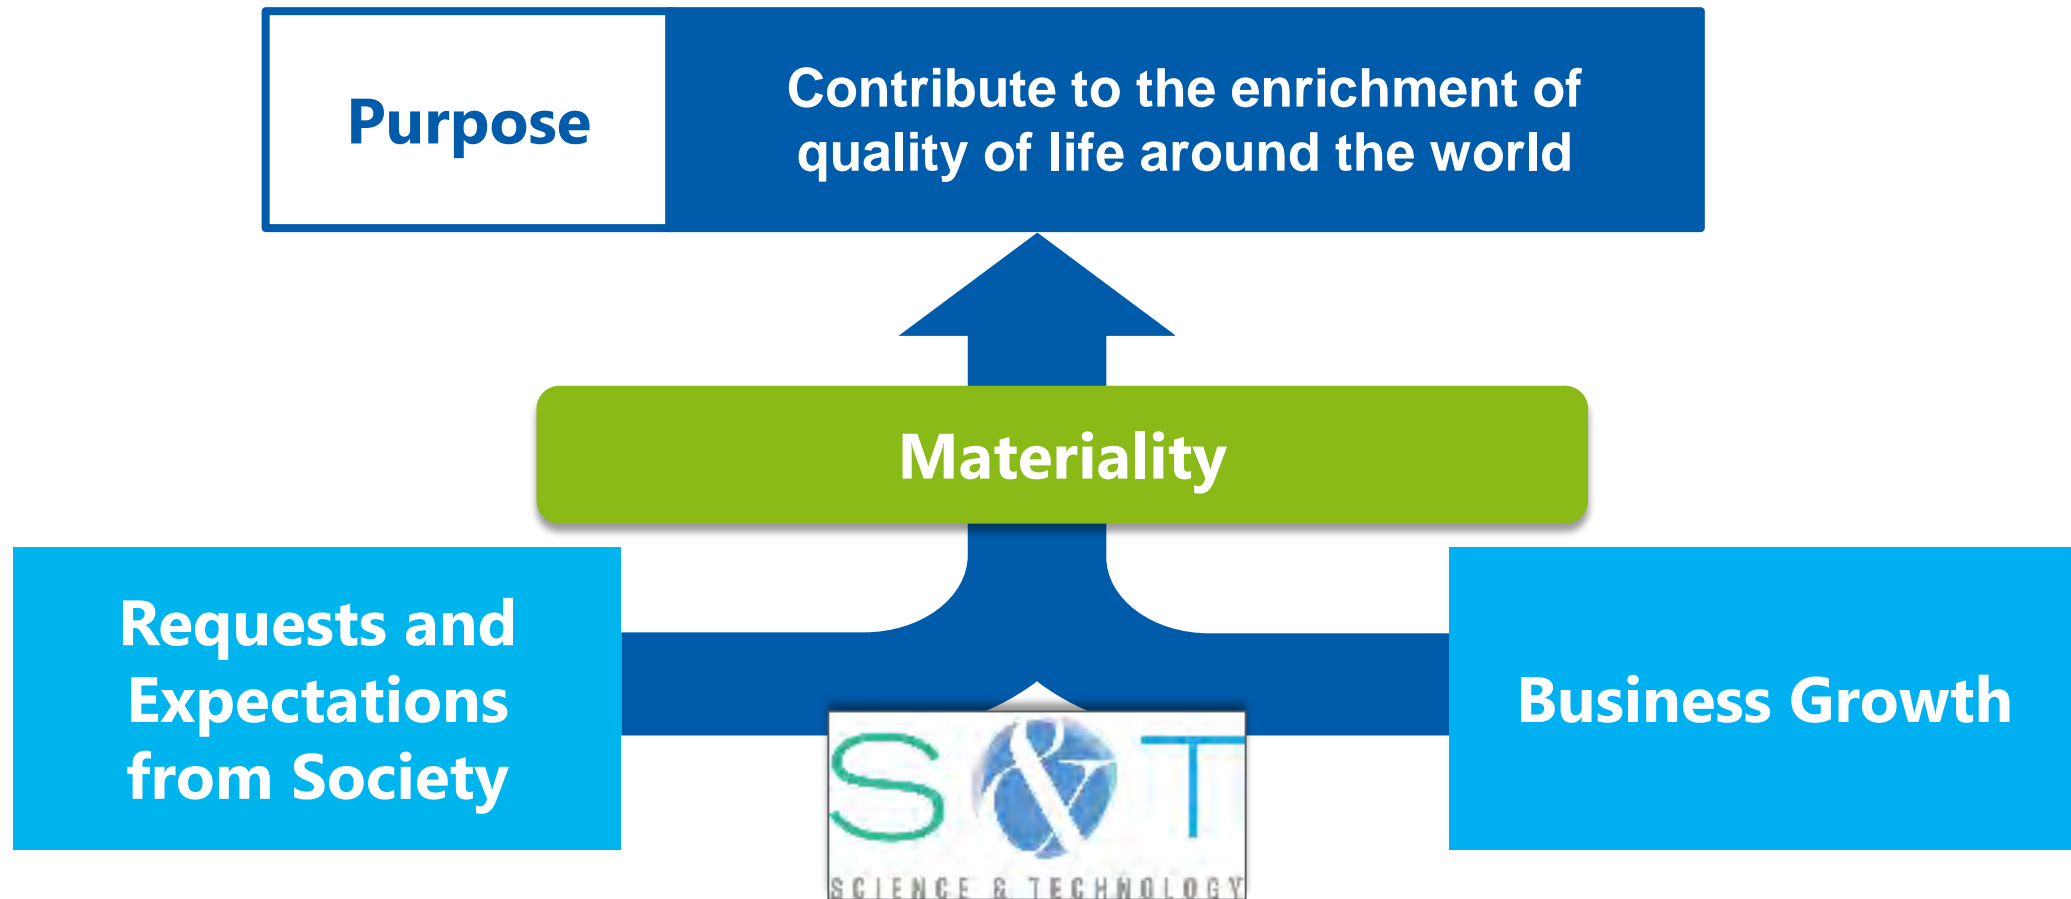 Purpose
Contribute to the enrichment of
quality of life around the world
Materiality
Requests and
Expectations
from Society
Business Growth
S&T
SCIENCE & TECHNOLOGY